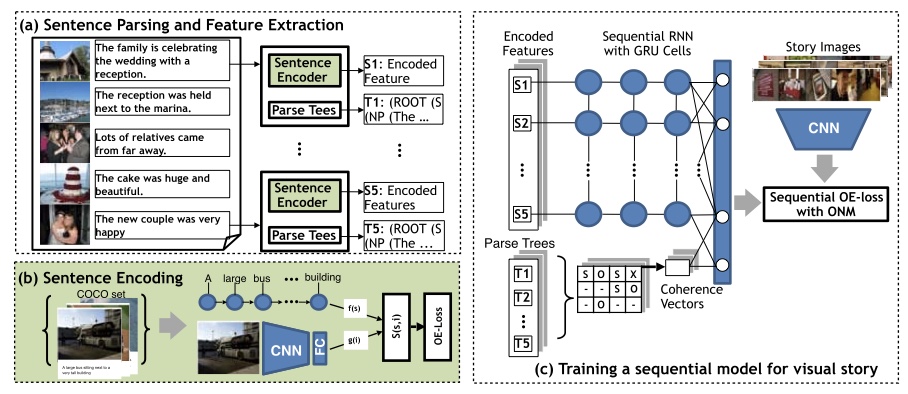 (a) Sentence Parsing and Feature Extraction
The family is celebrating
the wedding with a
reception.
The reception was held
next to the marina.
Lots of relatives came
from far away.
The cake was huge and
beautiful.
The new couple was very
happy
Sentence
Encoder
Parse Tees
S1: Encoded
Feature
T1: (ROOT (S
(NP (The ...
Sentence
Encoder
Parse Tees
S5: Encoded
Features
T5: (ROOT (S
(NP (The ...
(b) Sentence Encoding
COCO set
A large bus sitting next to a
very tall building
A large bus ... building
CNN
FC
f(s)
g(i)
S(s,i)
OE-Loss
Encoded
Features
Sequential RNN
with GRU Cells
S1
S2
S5
Story Images
CNN
Sequential OE-loss
with ONM
Parse Trees
T1
T2
T5
S O S X
- - S O
- O - -
Coherence
Vectors
(c) Training a sequential model for visual story